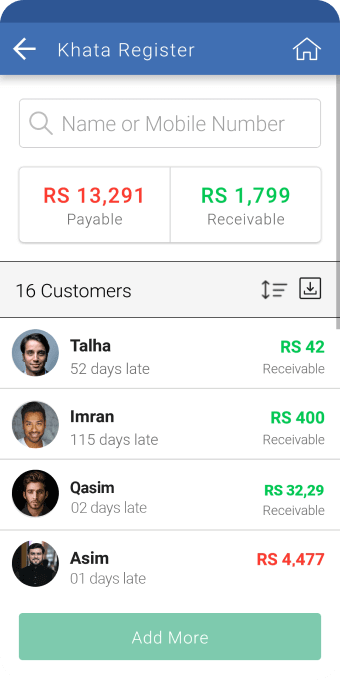 Khata Register
Name or Mobile Number
RS 13,291
Payable
RS 1,799
Receivable
16 Customers
Talha
52 days late
RS 42
Receivable
Imran
115 days late
RS 400
Receivable
Qasim
02 days late
RS 32,29
Receivable
Asim
01 days late
RS 4,477
Add More